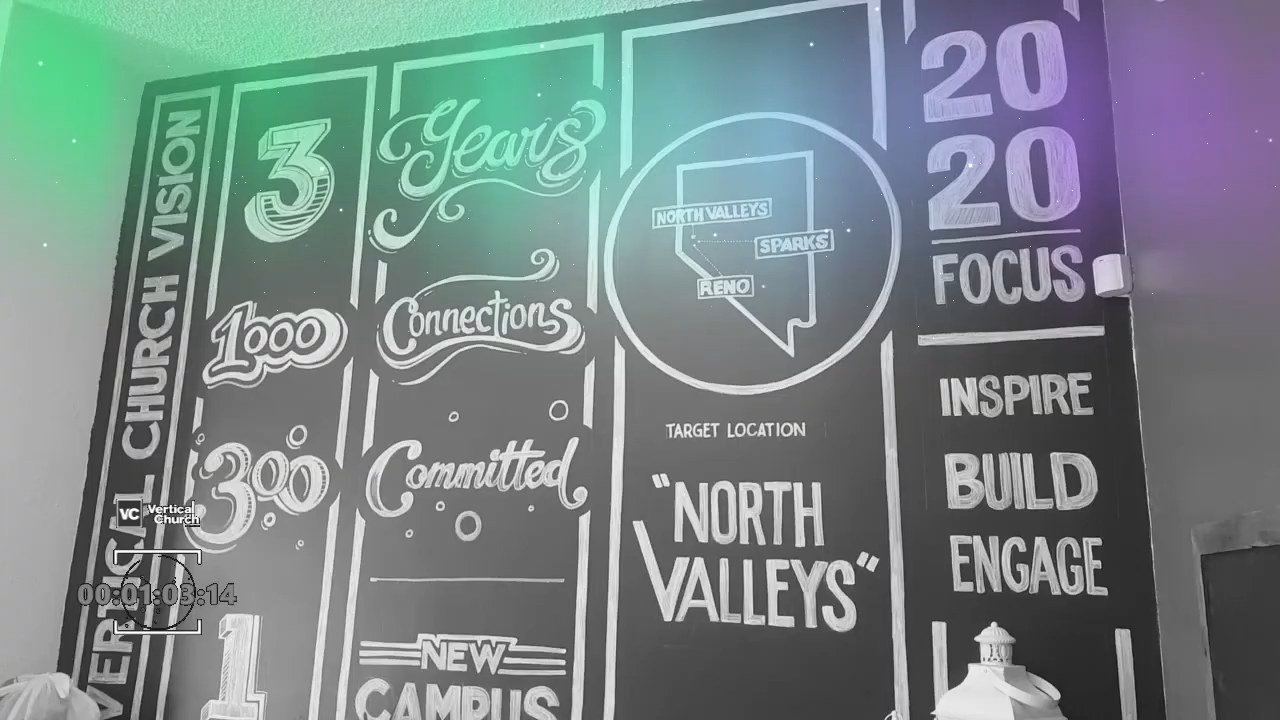 VERTICAL CHURCH VISION
3 Years
1000 Connections
300 Committed
1 NEW
CAMPUS
NORTH VALLEYS
SPARKS
RENO
TARGET LOCATION
"NORTH
VALLEYS"
20
20
FOCUS
INSPIRE
BUILD
ENGAGE
VC Vertical
Church
00:01:03:14